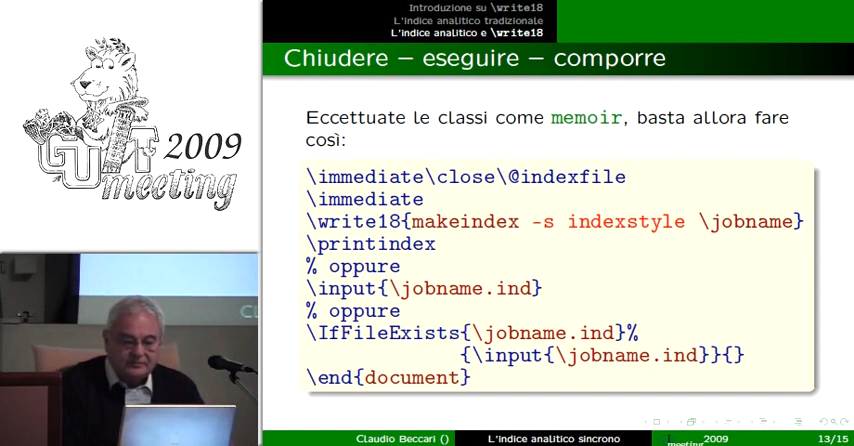 Introduzione su \write18
L'indice analitico tradizionale
L'indice analitico e \write18
Chiudere – eseguire – comporre
GUIT 2009
meeting
Eccettuate le classi come memoir, basta allora fare
così:
\immediate\close\@indexfile
\immediate
\write18{makeindex -s indexstyle \jobname}
\printindex
% oppure
\input{\jobname.ind}
% oppure
\IfFileExists{\jobname.ind}%
{\input{\jobname.ind}}{}
\end{document}
Claudio Beccari ()
L'indice analitico sincrono
meeting2009
13/15